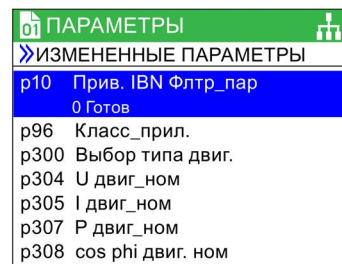 01 ПАРАМЕТРЫ
ИЗМЕНЕННЫЕ ПАРАМЕТРЫ
p10 Прив. IBN Флтр_пар
0 Готов
p96 Класс_прил.
p300 Выбор типа двиг.
p304 U двиг_ном
p305 I двиг_ном
p307 P двиг_ном
p308 cos phi двиг. ном